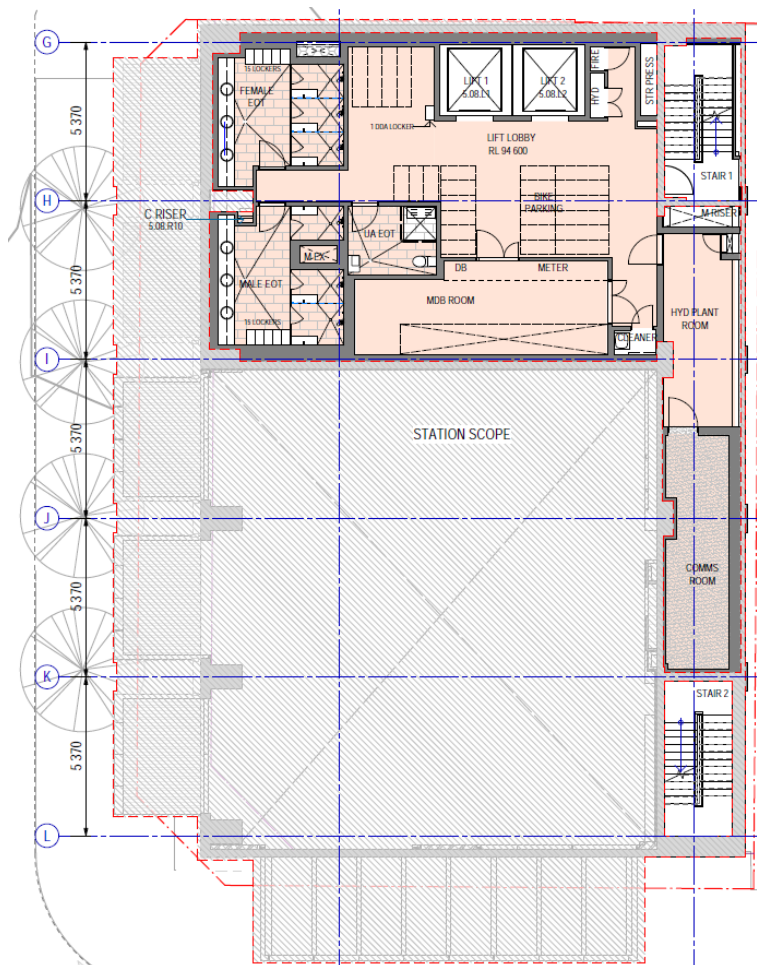 G
15 LOCKERS
FEMALE
EOT
LIFT 1
5.08.L1
LIFT 2
5.08.L2
FIRE
HYD
STR PRESS
5 370
1 DDA LOCKER
LIFT LOBBY
RL 94 600
STAIR 1
H
C RISER
5.08.R10
BIKE
PARKING
M RISER
UA EOT
M EX
5 370
MALE EOT
DB
METER
MDB ROOM
HYD PLANT
ROOM
15 LOCKERS
CLEANER
I
5 370
STATION SCOPE
J
5 370
COMMS
ROOM
K
STAIR 2
5 370
L